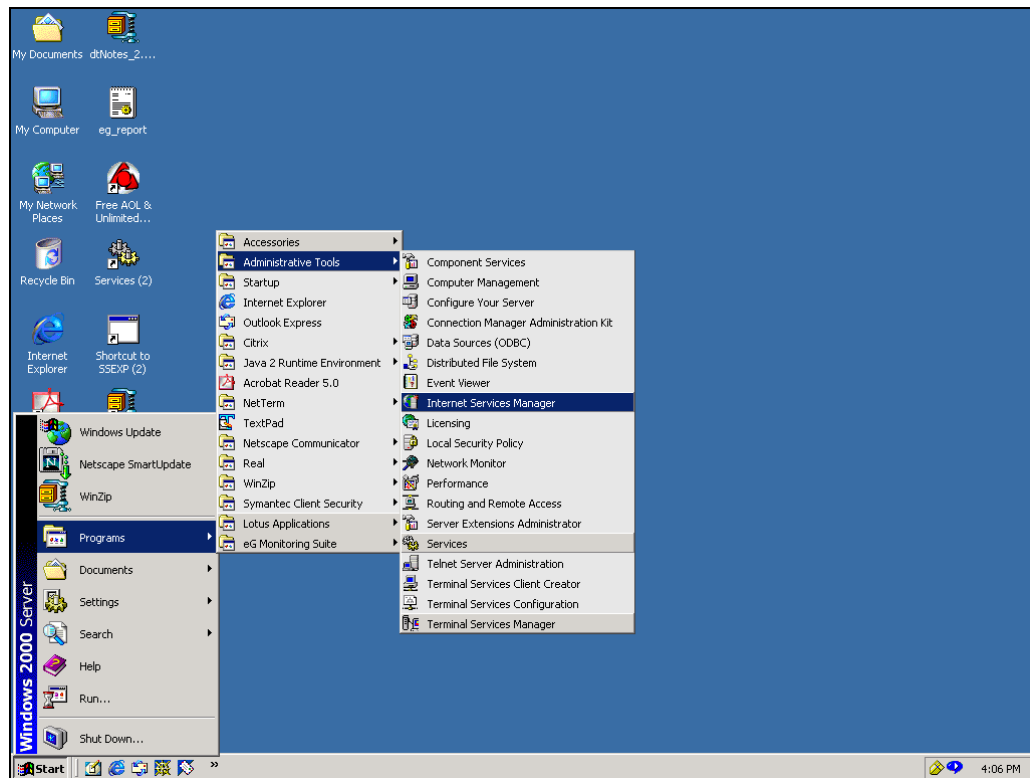 My Documents
dtNotes_2....
My Computer
eg_report
My Network
Places
Free AOL &
Unlimited...
Recycle Bin
Services (2)
Internet
Explorer
Shortcut to
SSEXP (2)
Windows Update
Netscape SmartUpdate
WinZip
Programs
Documents
Settings
Search
Help
Run...
Shut Down...
Windows 2000 Server
Accessories
Administrative Tools
Startup
Internet Explorer
Outlook Express
Citrix
Java 2 Runtime Environment
Acrobat Reader 5.0
NetTerm
TextPad
Netscape Communicator
Real
WinZip
Symantec Client Security
Lotus Applications
eG Monitoring Suite
Component Services
Computer Management
Configure Your Server
Connection Manager Administration Kit
Data Sources (ODBC)
Distributed File System
Event Viewer
Internet Services Manager
Licensing
Local Security Policy
Network Monitor
Performance
Routing and Remote Access
Server Extensions Administrator
Services
Telnet Server Administration
Terminal Services Client Creator
Terminal Services Configuration
Terminal Services Manager
Start
»
4:06 PM